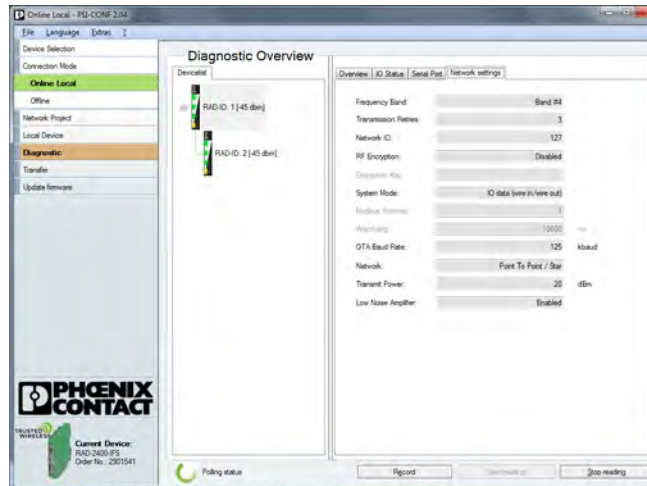 Online Local - PSI-CONF 2.04
File Language Extras ?
Device Selection
Connection Mode
Online Local
Offline
Network Project
Local Device
Diagnostic
Transfer
Update firmware
Diagnostic Overview
Devicelist
RAD-ID: 1 [-45 dbm]
RAD-ID: 2 [-45 dbm]
Overview IO Status Serial Port Network settings
Frequency Band: Band #4
Transmission Retries: 3
Network ID: 127
RF Encryption: Disabled
Encryption Key:
System Mode: IO data (wire in/wire out)
1
Watchdog: 10000
OTA Baud Rate: 125 kbaud
Network: Point To Point / Star
Transmit Power: 20 dBm
Low Noise Amplifier: Enabled
PHŒNIX
CONTACT
TRUSTED
WIRELESS
Current Device:
RAD-2400-IFS
Order No.: 2901541
Polling status
Record
Stop reading